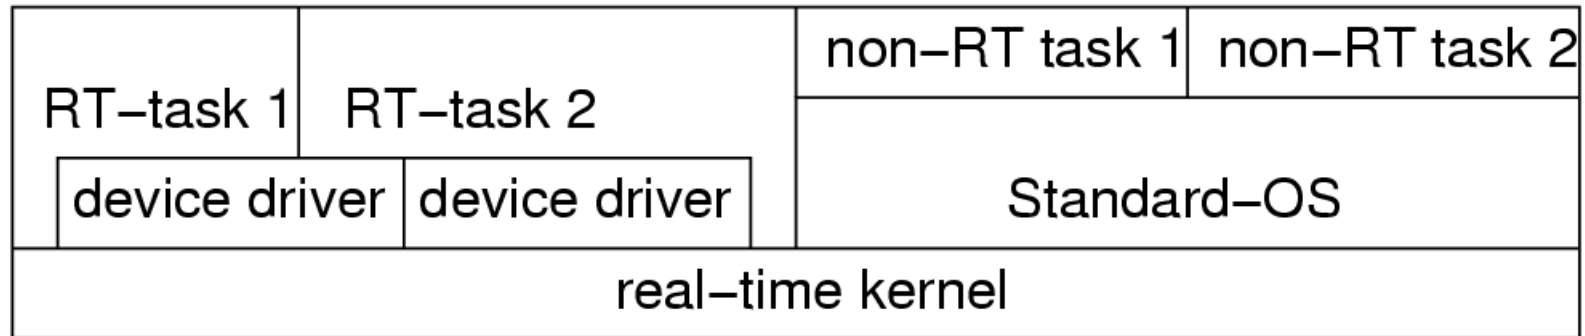 non–RT task 1 non–RT task 2
RT–task 1 RT–task 2
device driver device driver Standard–OS
real–time kernel